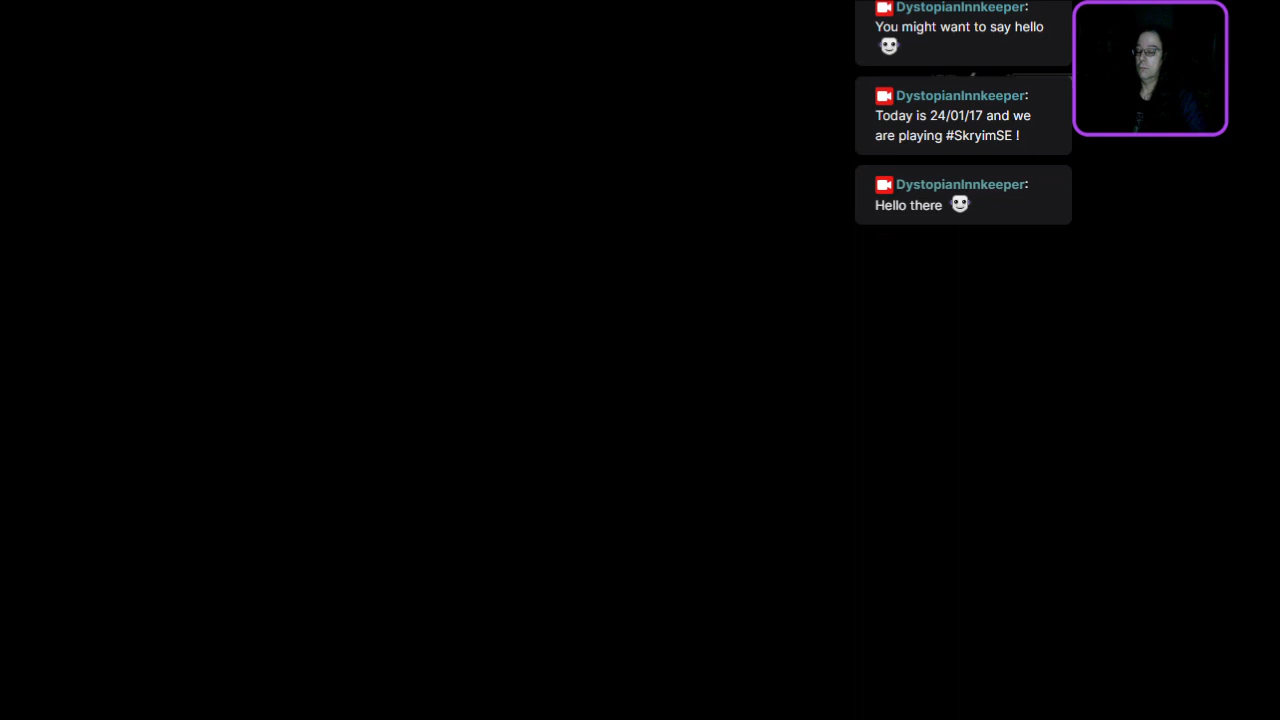 DystopianInnkeeper:
You might want to say hello
DystopianInnkeeper:
Today is 24/01/17 and we
are playing #SkryimSE !
DystopianInnkeeper:
Hello there